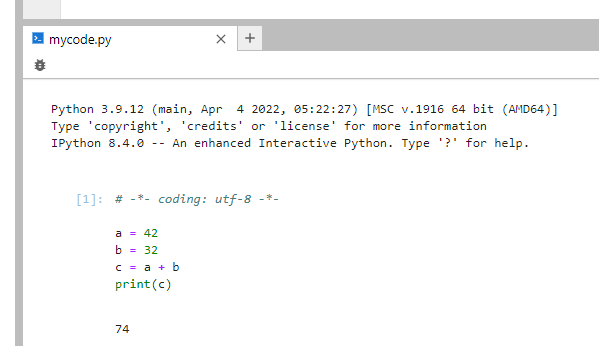 mycode.py
Python 3.9.12 (main, Apr  4 2022, 05:22:27) [MSC v.1916 64 bit (AMD64)]
Type 'copyright', 'credits' or 'license' for more information
IPython 8.4.0 -- An enhanced Interactive Python. Type '?' for help.
[1]: # -*- coding: utf-8 -*-
a = 42
b = 32
c = a + b
print(c)
74